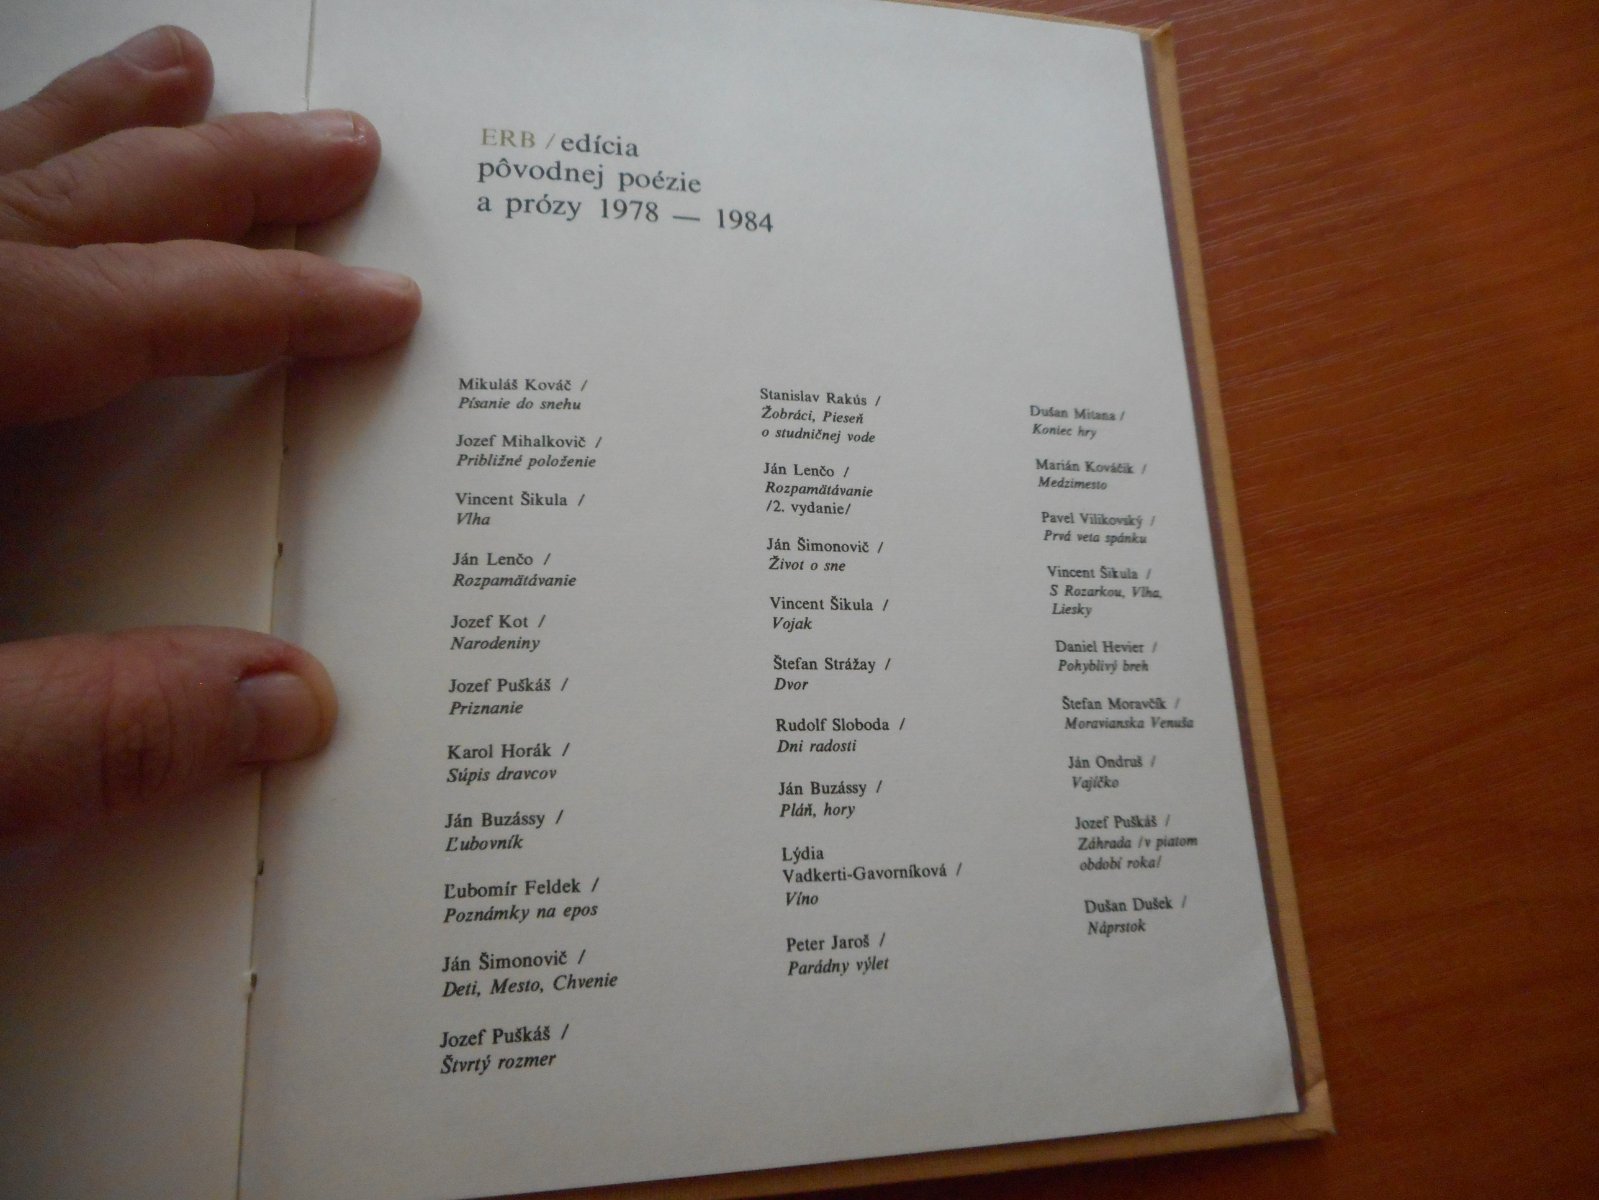 ERB / edícia
pôvodnej poézie
a prózy 1978 — 1984
Mikuláš Kováč /
Písanie do snehu
Jozef Mihalkovič /
Približné položenie
Vincent Šikula /
Vlha
Ján Lenčo /
Rozpamätávanie
Jozef Kot /
Narodeniny
Jozef Puškáš /
Priznanie
Karol Horák /
Súpis dravcov
Ján Buzássy /
Ľubovník
Ľubomír Feldek /
Poznámky na epos
Ján Šimonovič /
Deti, Mesto, Chvenie
Jozef Puškáš /
Štvrtý rozmer
Stanislav Rakús /
Žobráci, Pieseň
o studničnej vode
Ján Lenčo /
Rozpamätávanie
/2. vydanie/
Ján Šimonovič /
Život o sne
Vincent Šikula /
Vojak
Štefan Strážay /
Dvor
Rudolf Sloboda /
Dni radosti
Ján Buzássy /
Pláň, hory
Lýdia
Vadkerti-Gavorníková /
Víno
Peter Jaroš /
Parádny výlet
Dušan Mitana /
Koniec hry
Marián Kováčik /
Medzimesto
Pavel Vilikovský /
Prvá veta spánku
Vincent Šikula /
S Rozarkou, Vlha,
Liesky
Daniel Hevier /
Pohyblivý breh
Štefan Moravčík /
Moravianska Venuša
Ján Ondruš /
Vajíčko
Jozef Puškáš /
Záhrada /v piatom
období roka/
Dušan Dušek /
Náprstok